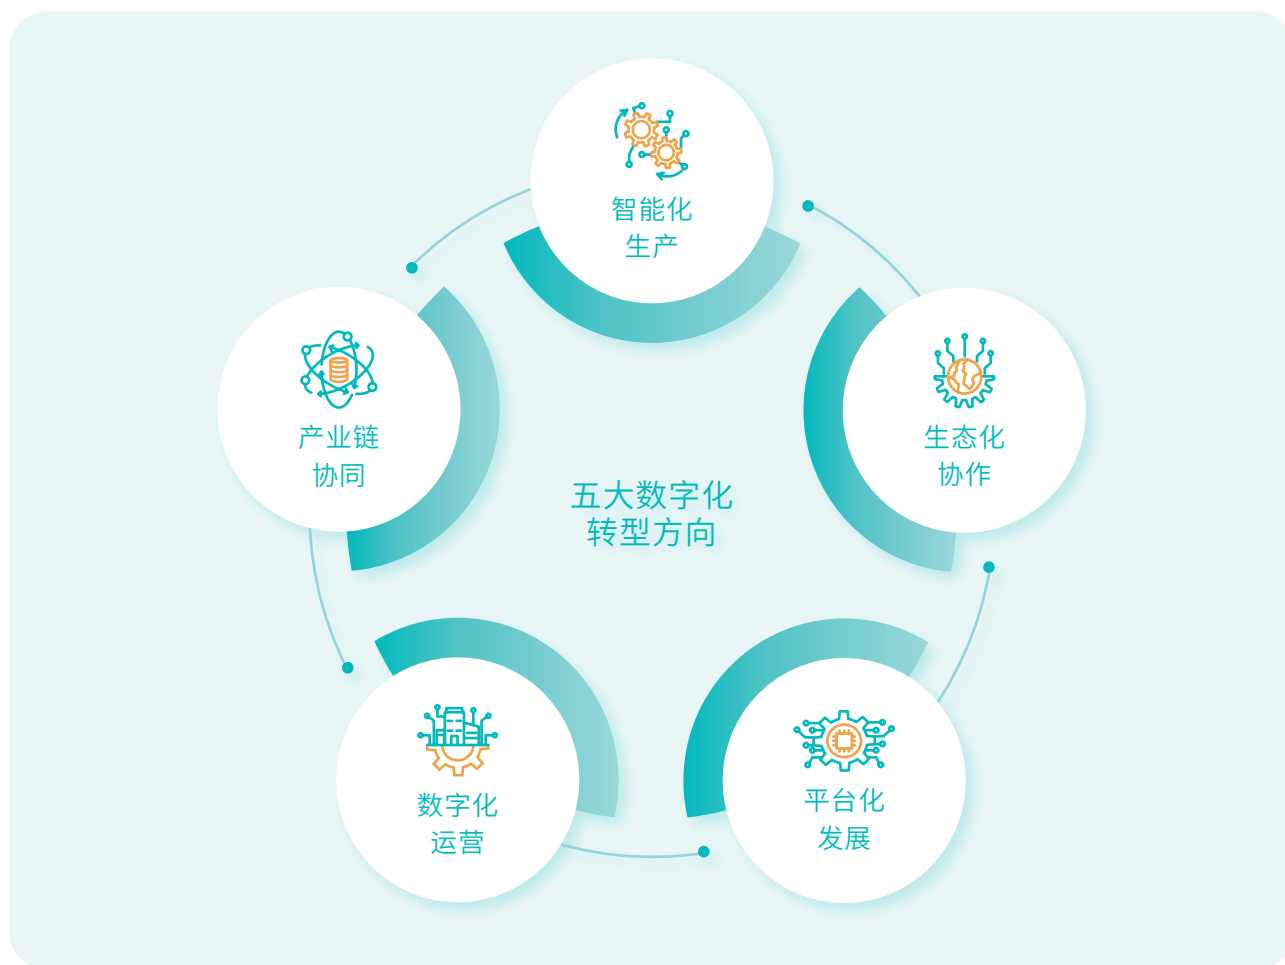 智能化
生产
产业链
协同
生态化
协作
五大数字化
转型方向
数字化
运营
平台化
发展